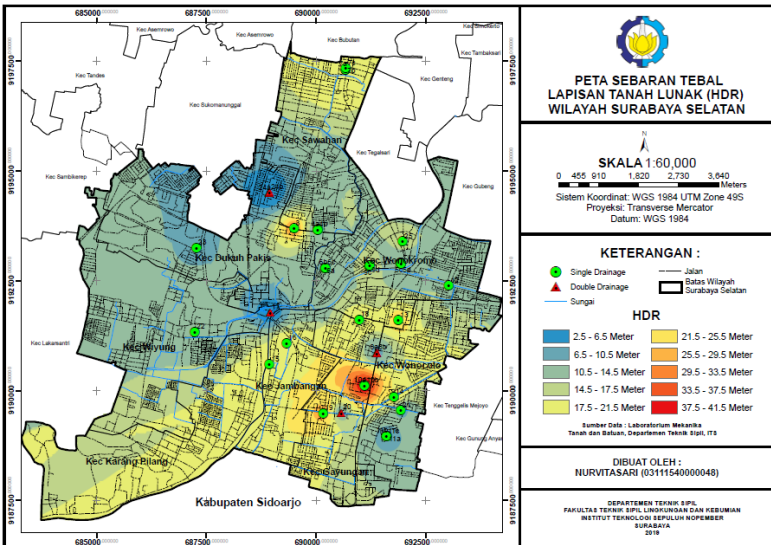 685000
687500
690000
692500
Kec Asemrowo
Kec Asemrowo
Kec Bubutan
Kec Tambaksari
Kec Tandes
Kec Genteng
Kec Sukomanunggal
Kec Sawahan
Kec Tegalsari
Kec Sambikerep
Kec Gubeng
Kec Dukuh Pakis
Kec Wonokromo
Kec Lakarsantri
Kec Wiyung
Kec Wonocolo
Kec Jambangan
Kec Tenggelis Mejoyo
Kec Gunung Anyar
Kec Karang Pilang
Kec Gayungan
Kabupaten Sidoarjo
9197500
9195000
9192500
9190000
9187500
685000
687500
690000
692500
PETA SEBARAN TEBAL
LAPISAN TANAH LUNAK (HDR)
WILAYAH SURABAYA SELATAN
N
SKALA 1:60,000
0 455 910 1,820 2,730 3,640
Meters
Sistem Koordinat: WGS 1984 UTM Zone 49S
Proyeksi: Transverse Mercator
Datum: WGS 1984
KETERANGAN :
Single Drainage
Double Drainage
Sungai
Jalan
Batas Wilayah
Surabaya Selatan
HDR
2.5 - 6.5 Meter
6.5 - 10.5 Meter
10.5 - 14.5 Meter
14.5 - 17.5 Meter
17.5 - 21.5 Meter
21.5 - 25.5 Meter
25.5 - 29.5 Meter
29.5 - 33.5 Meter
33.5 - 37.5 Meter
37.5 - 41.5 Meter
Sumber Data : Laboratorium Mekanika
Tanah dan Batuan, Departemen Teknik Sipil, ITS
DIBUAT OLEH :
NURVITASARI (03111540000048)
DEPARTEMEN TEKNIK SIPIL
FAKULTAS TEKNIK SIPIL LINGKUNGAN DAN KEBUMIAN
INSTITUT TEKNOLOGI SEPULUH NOPEMBER
SURABAYA
2019